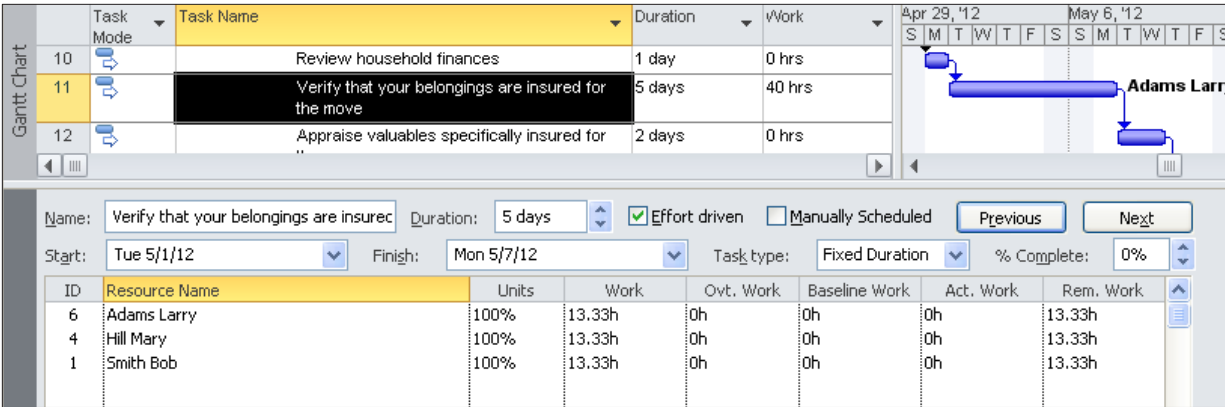 Gantt Chart
Task Mode Task Name Duration Work Apr 29, '12 May 6, '12
S M T W T F S S M T W T F S
10 Review household finances 1 day 0 hrs
11 Verify that your belongings are insured for the move 5 days 40 hrs Adams Larry
12 Appraise valuables specifically insured for 2 days 0 hrs
Name: Verify that your belongings are insurec Duration: 5 days Effort driven Manually Scheduled Previous Next
Start: Tue 5/1/12 Finish: Mon 5/7/12 Task type: Fixed Duration % Complete: 0%
ID Resource Name Units Work Ovt. Work Baseline Work Act. Work Rem. Work
6 Adams Larry 100% 13.33h 0h 0h 0h 13.33h
4 Hill Mary 100% 13.33h 0h 0h 0h 13.33h
1 Smith Bob 100% 13.33h 0h 0h 0h 13.33h